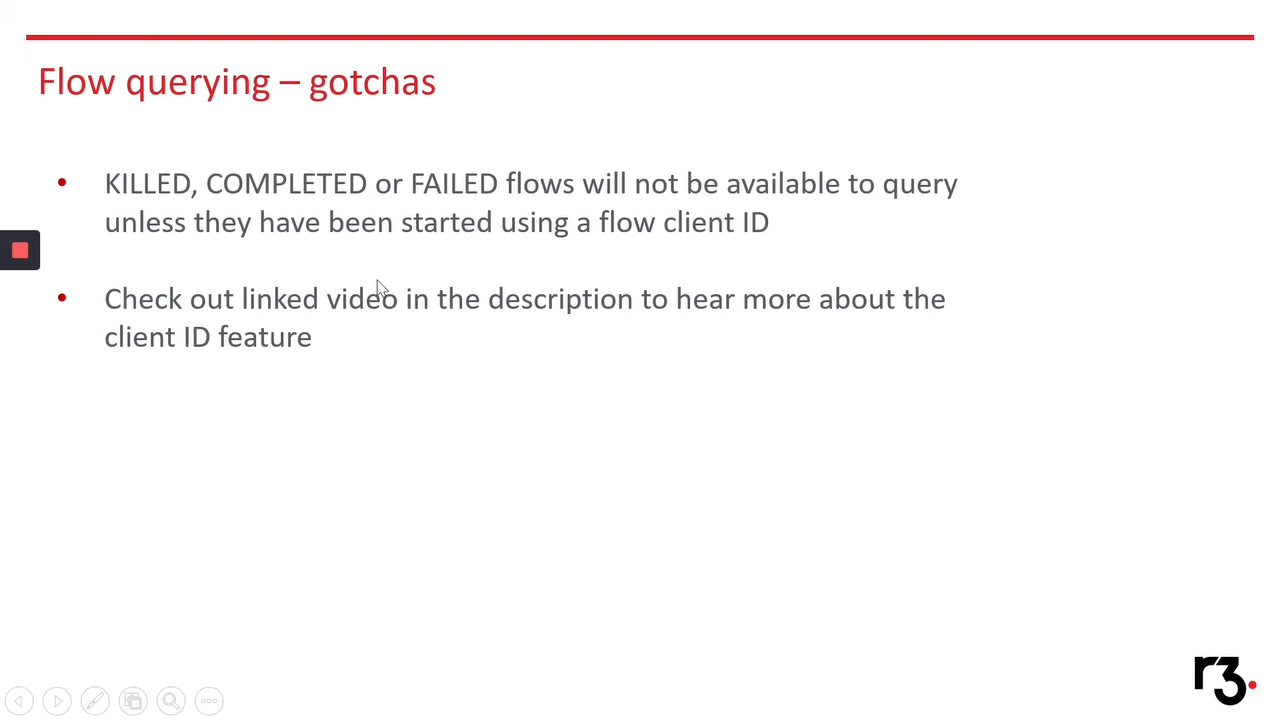 Flow querying – gotchas
• KILLED, COMPLETED or FAILED flows will not be available to query
unless they have been started using a flow client ID
• Check out linked video in the description to hear more about the
client ID feature
r3.